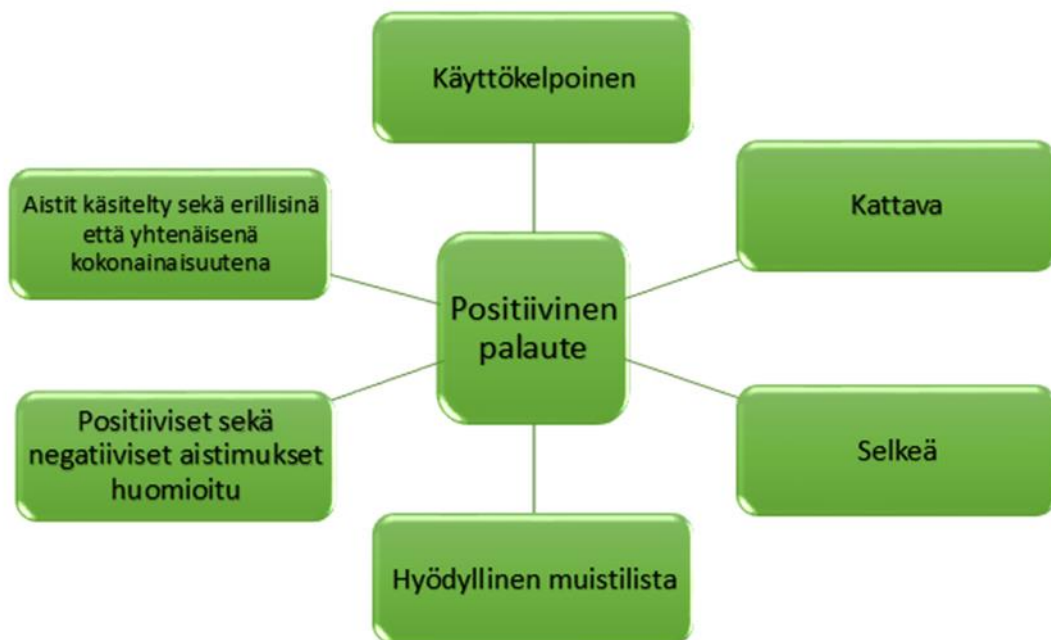 Käyttökelpoinen
Kattava
Aistit käsitelty sekä erillisinä
että yhtenäisenä
kokonainaisuutena
Positiivinen
palaute
Positiiviset sekä
negatiiviset aistimukset
huomioitu
Selkeä
Hyödyllinen muistilista